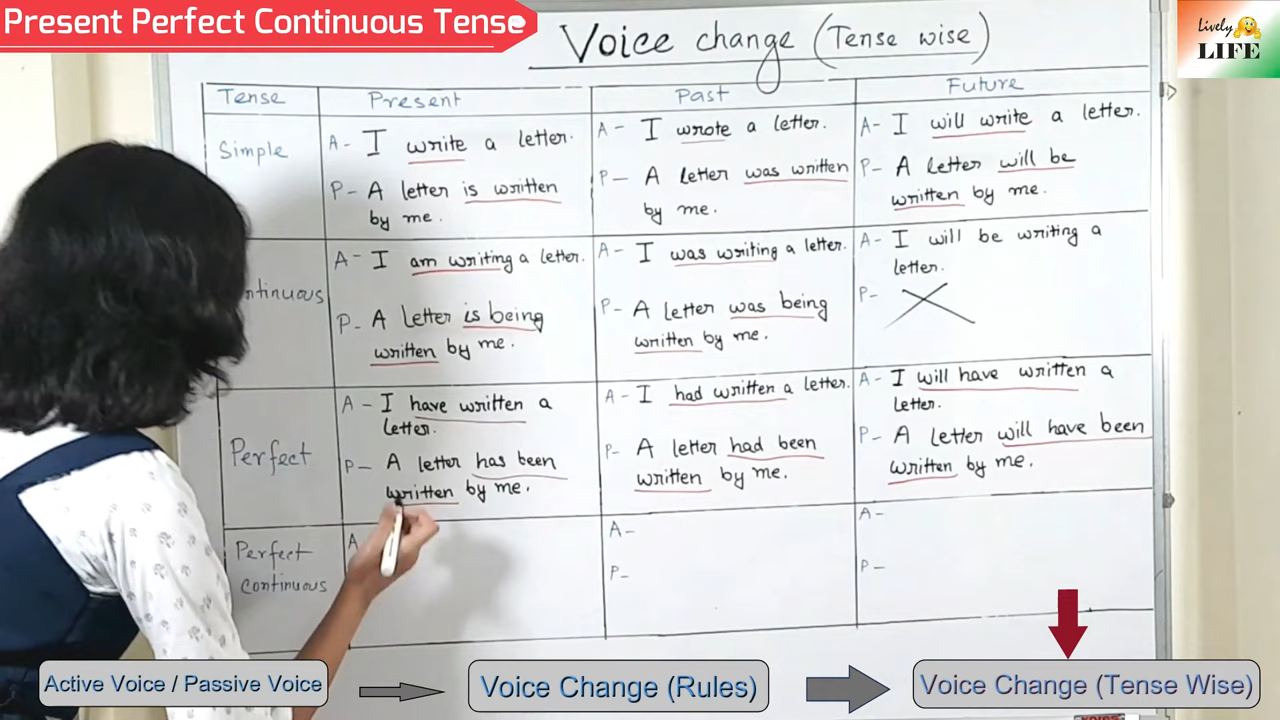 Present Perfect Continuous Tense
Voice change (Tense wise)
Lively
LIFE
Tense
Present
Past
Future
Simple
A - I write a letter.
P - A letter is written
by me.
A - I wrote a letter.
P - A letter was written
by me.
A - I will write a letter.
P - A letter will be
written by me.
ntinuous
A - I am writing a letter.
P - A letter is being
written by me.
A - I was writing a letter.
P - A letter was being
written by me.
A - I will be writing a
letter.
P -
Perfect
A - I have written a
letter.
P - A letter has been
written by me.
A - I had written a letter.
P - A letter had been
written by me.
A - I will have written a
letter.
P - A letter will have been
written by me.
Perfect
continuous
A
A -
P -
A -
P -
Active Voice / Passive Voice
Voice Change (Rules)
Voice Change (Tense Wise)